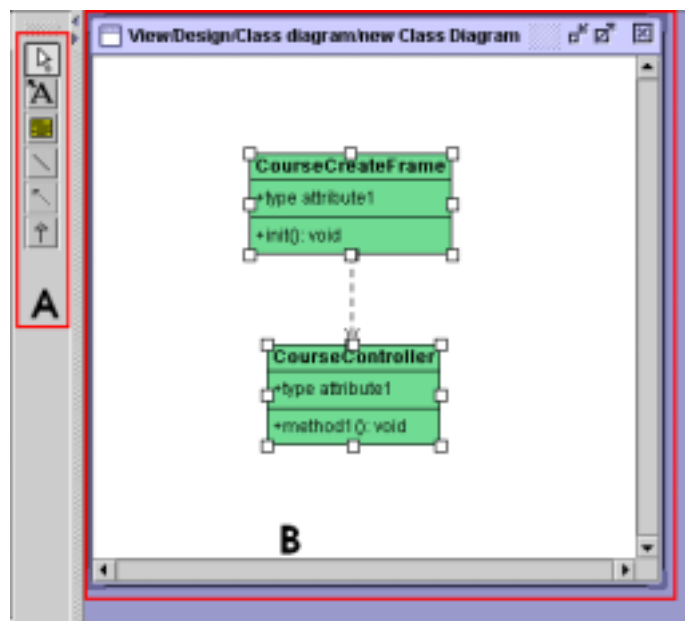 View/Design/Class diagram/new Class Diagram
A
CourseCreateFrame
+type attribute1
+init(): void
A
CourseController
+type attribute1
+method1(): void
B